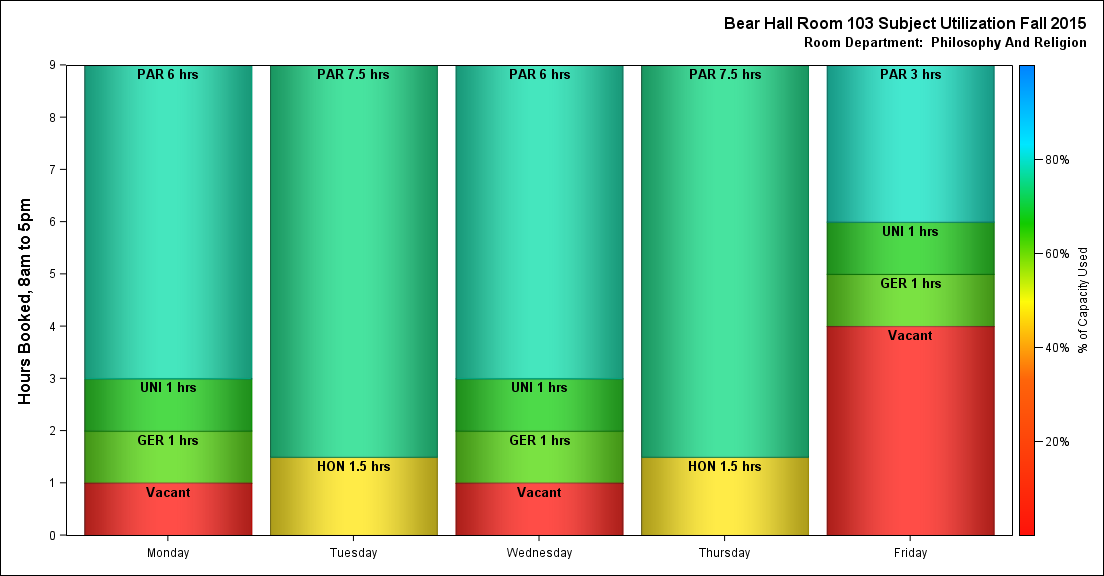 Bear Hall Room 103 Subject Utilization Fall 2015
Room Department:  Philosophy And Religion
Hours Booked, 8am to 5pm
9
8
7
6
5
4
3
2
1
0
PAR 6 hrs
UNI 1 hrs
GER 1 hrs
Vacant
PAR 7.5 hrs
HON 1.5 hrs
PAR 6 hrs
UNI 1 hrs
GER 1 hrs
Vacant
PAR 7.5 hrs
HON 1.5 hrs
PAR 3 hrs
UNI 1 hrs
GER 1 hrs
Vacant
Monday
Tuesday
Wednesday
Thursday
Friday
80%
60%
40%
20%
% of Capacity Used